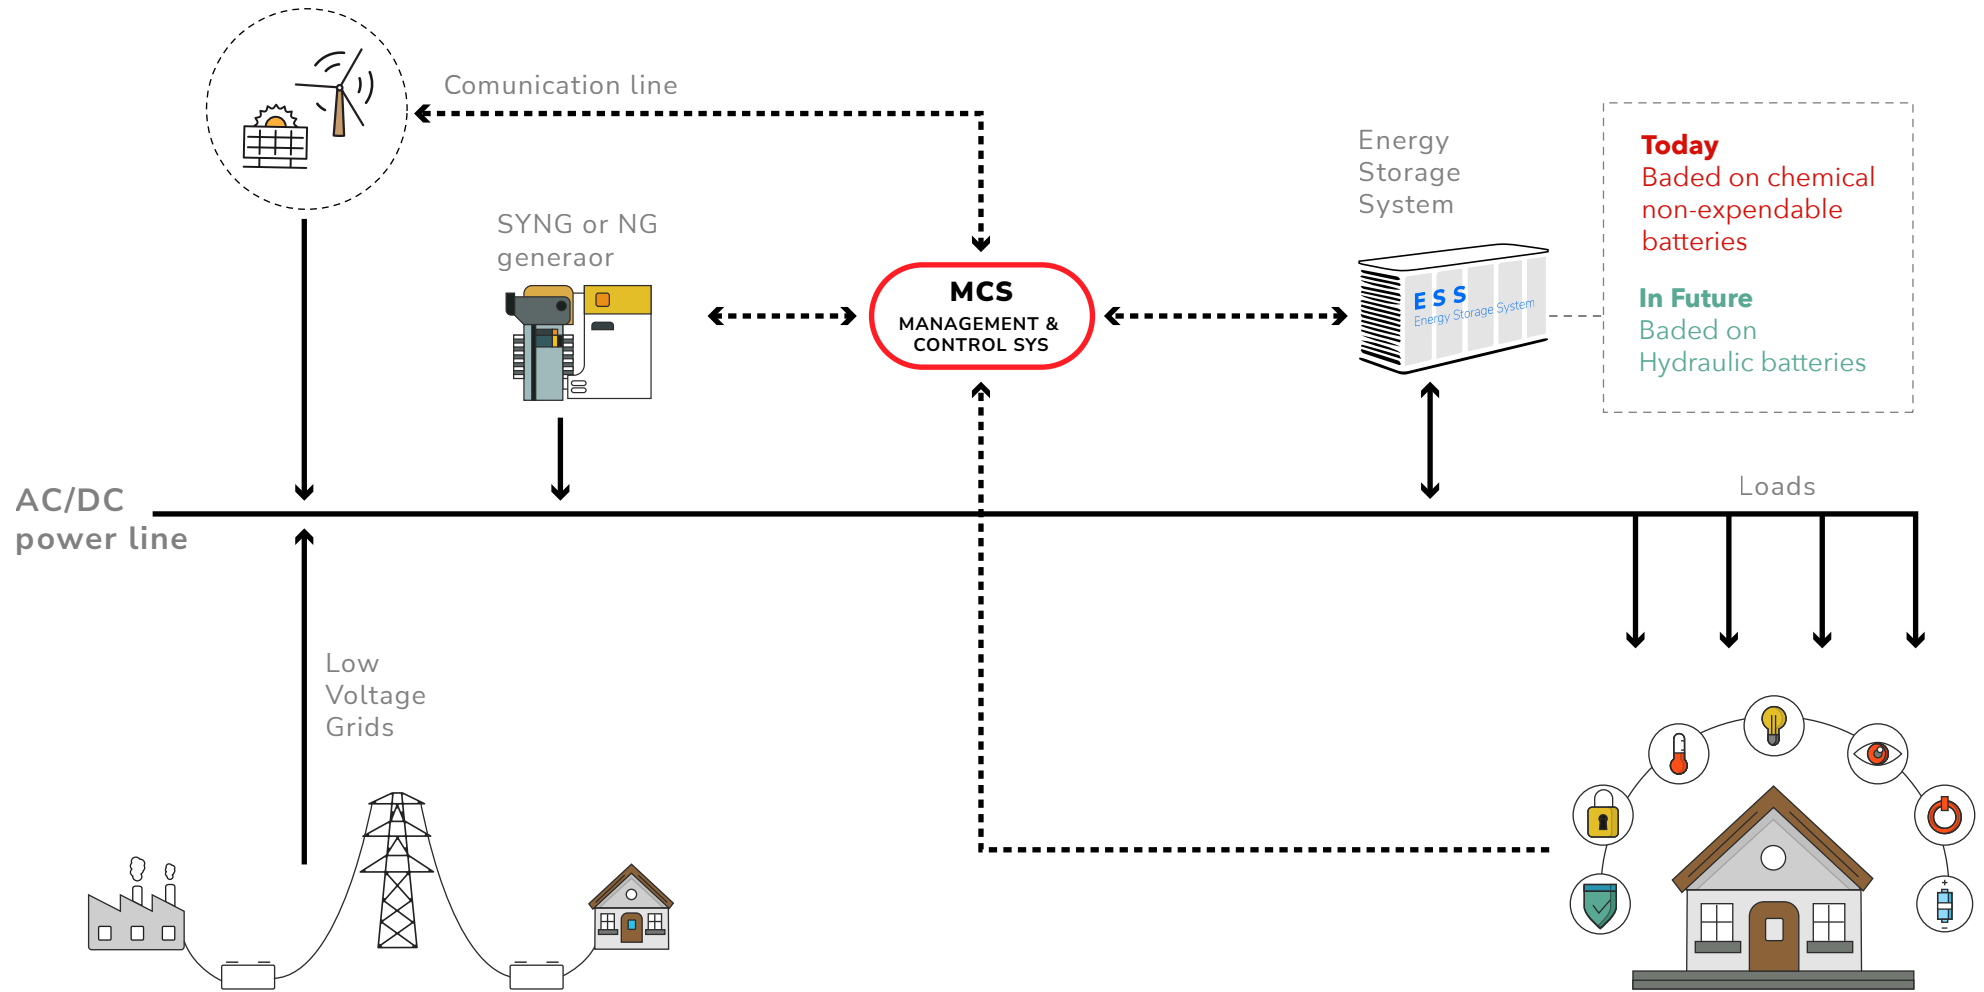 Comunication line
SYNG or NG
generaor
MCS
MANAGEMENT &
CONTROL SYS
Energy
Storage
System
ESS
Energy Storage System
Today
Baded on chemical
non-expendable
batteries
In Future
Baded on
Hydraulic batteries
AC/DC
power line
Loads
Low
Voltage
Grids